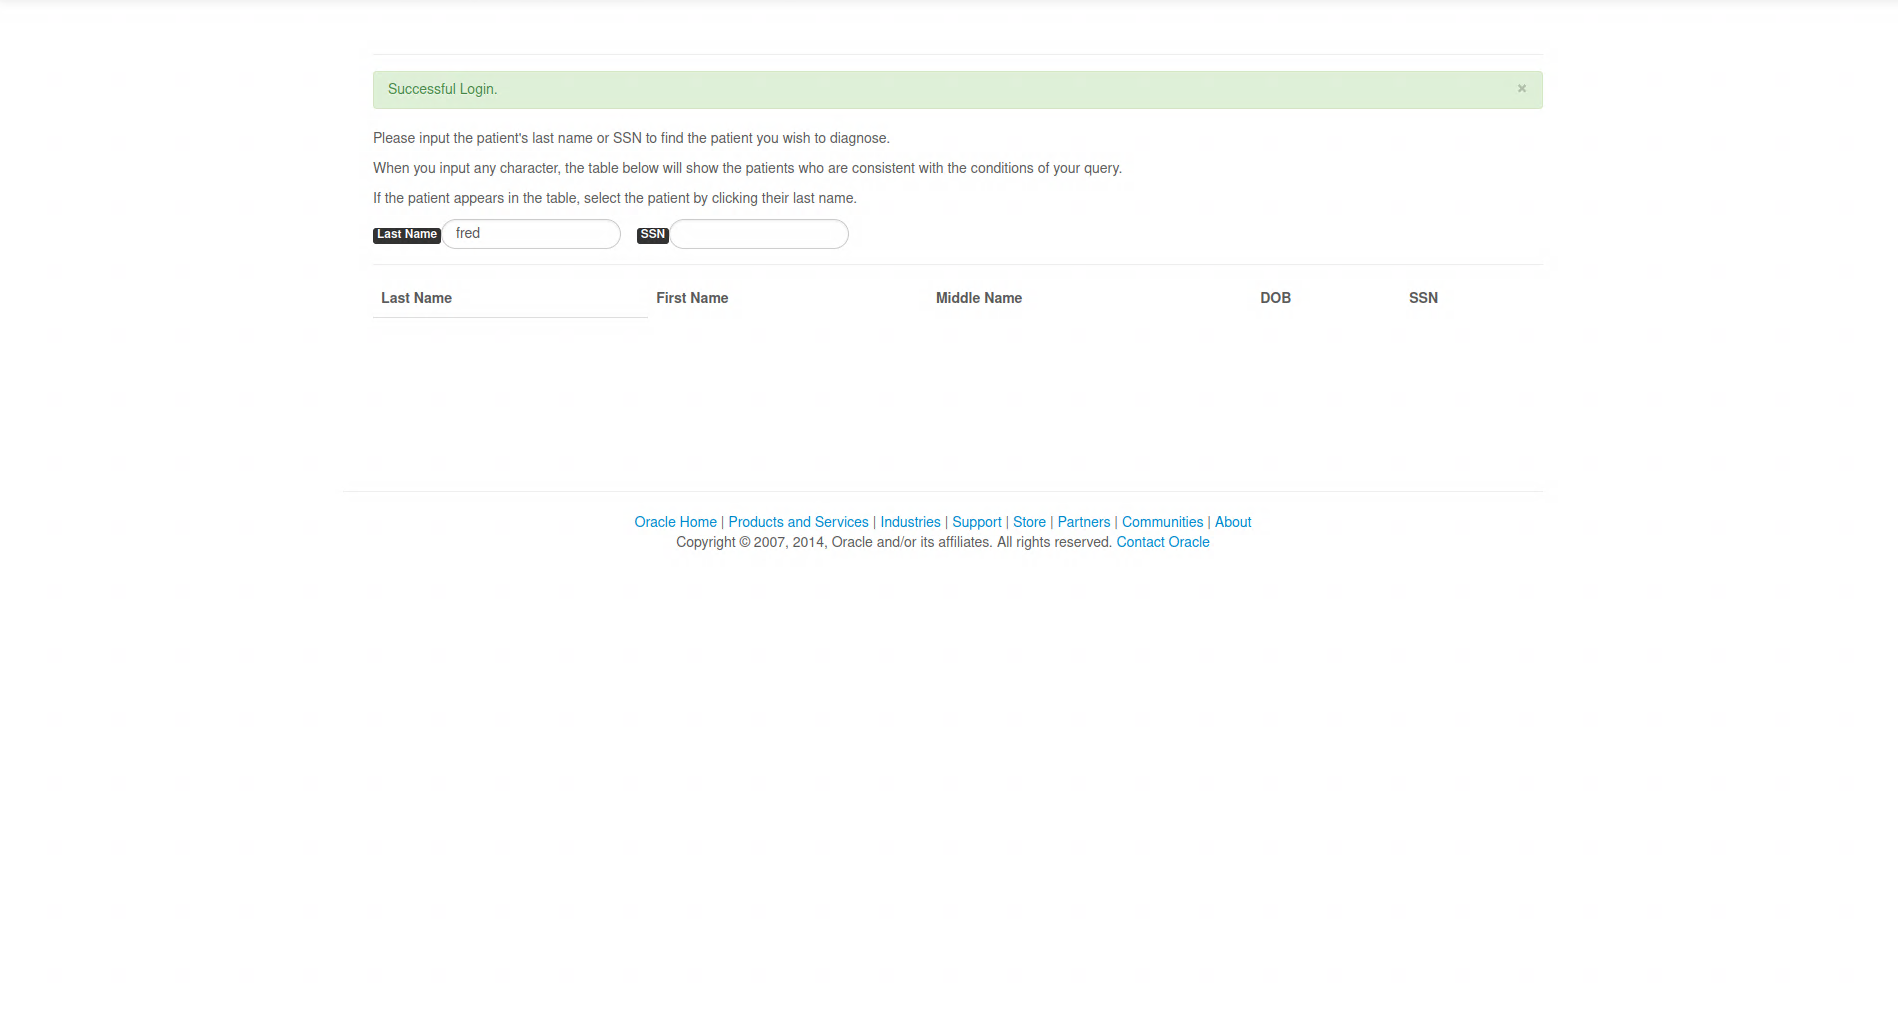 Successful Login.
×
Please input the patient's last name or SSN to find the patient you wish to diagnose.
When you input any character, the table below will show the patients who are consistent with the conditions of your query.
If the patient appears in the table, select the patient by clicking their last name.
Last Name fred SSN
Last Name First Name Middle Name DOB SSN
Oracle Home | Products and Services | Industries | Support | Store | Partners | Communities | About
Copyright © 2007, 2014, Oracle and/or its affiliates. All rights reserved. Contact Oracle